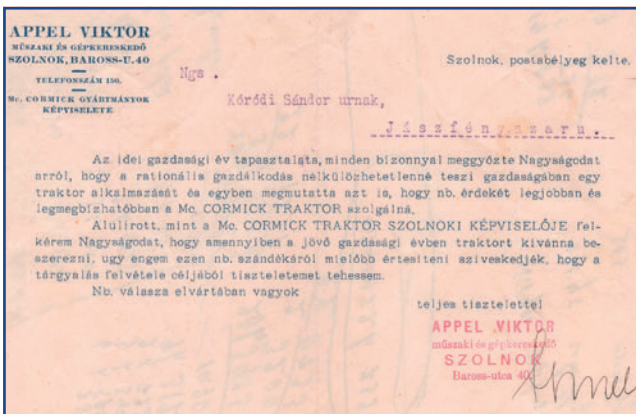 APPEL VIKTOR
MŰSZAKI ÉS GÉPKERESKEDŐ
SZOLNOK, BAROSS-U. 40
TELEFONSZÁM 150.
Mc. CORMICK GYÁRTMÁNYOK
KÉPVISELETE
Szolnok, postabélyeg kelte.
Ngs.
Kóródi Sándor urnak,
Jászfényszaru.
Az idei gazdasági év tapasztalata, minden bizonnyal meggyőzte Nagyságodat
arról, hogy a rationális gazdálkodás nélkülözhetetlenné teszi gazdaságában egy
traktor alkalmazását és egyben megmutatta azt is, hogy nb. érdekét legjobban és
legmegbizhatóbban a Mc. CORMICK TRAKTOR szolgálná.
Alulirott, mint a Mc. CORMICK TRAKTOR SZOLNOKI KÉPVISELŐJE fel-
kérem Nagyságodat, hogy amennyiben a jövő gazdasági évben traktort kivánna be-
szerezni, ugy engem ezen nb. szándékáról mielőbb értesiteni sziveskedjék, hogy a
tárgyalás felvétele céljából tiszteletemet tehessem.
Nb. válasza elvártában vagyok
teljes tisztelettel
APPEL VIKTOR
műszaki és gépkereskedő
SZOLNOK
Baross-utca 40.